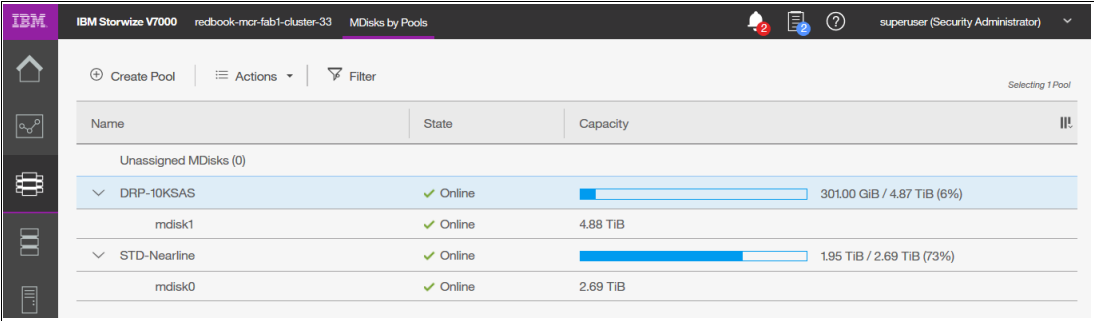 IBM IBM Storwize V7000 redbook-mcr-fab1-cluster-33 MDisks by Pools 2 2 superuser (Security Administrator)
Create Pool Actions Filter
Selecting 1 Pool
Name State Capacity
Unassigned MDisks (0)
DRP-10KSAS Online 301.00 GiB / 4.87 TiB (6%)
mdisk1 Online 4.88 TiB
STD-Nearline Online 1.95 TiB / 2.69 TiB (73%)
mdisk0 Online 2.69 TiB